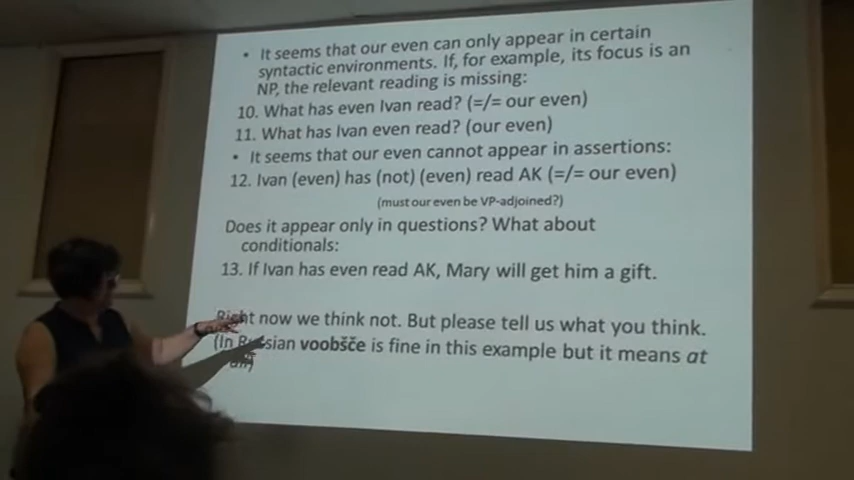 • It seems that our even can only appear in certain
syntactic environments. If, for example, its focus is an
NP, the relevant reading is missing:
10. What has even Ivan read? (=/= our even)
11. What has Ivan even read? (our even)
• It seems that our even cannot appear in assertions:
12. Ivan (even) has (not) (even) read AK (=/= our even)
(must our even be VP-adjoined?)
Does it appear only in questions? What about
conditionals:
13. If Ivan has even read AK, Mary will get him a gift.
Right now we think not. But please tell us what you think.
(In Russian voobšče is fine in this example but it means at
all)